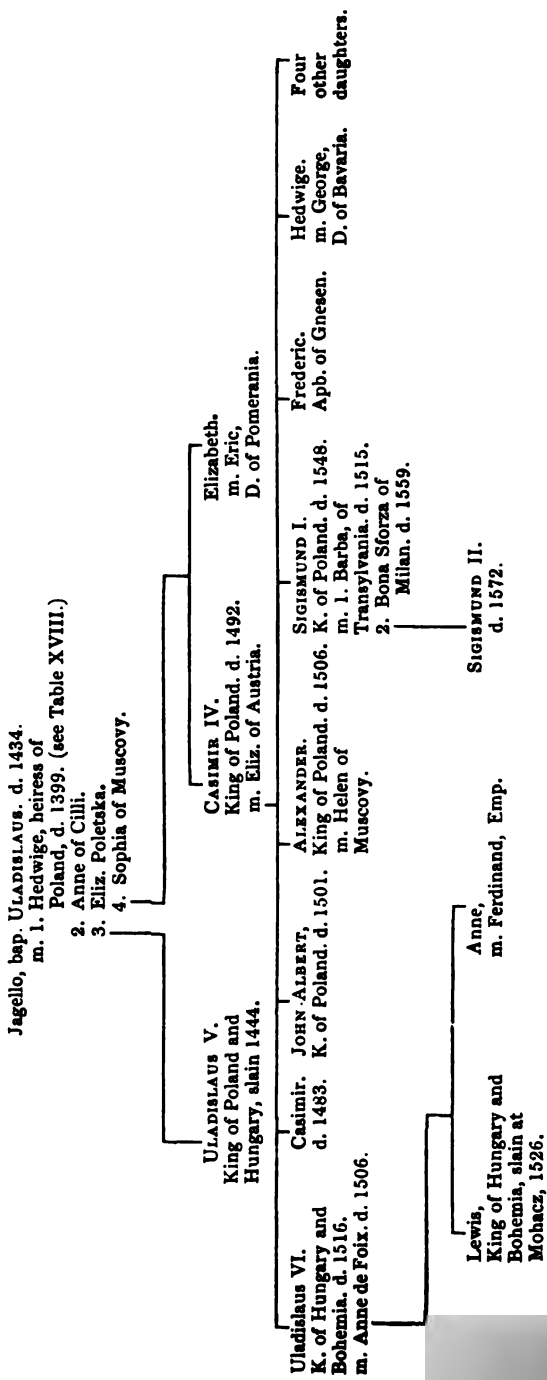 Jagello, bap. ULADISLAUS. d. 1434.
m. 1. Hedwige, heiress of
Poland, d. 1399. (see Table XVIII.)
2. Anne of Cilli.
3. Eliz. Poletska.
4. Sophia of Muscovy.
ULADISLAUS V.
King of Poland and
Hungary, slain 1444.
CASIMIR IV.
King of Poland. d. 1492.
m. Eliz. of Austria.
Elizabeth.
m. Eric,
D. of Pomerania.
Uladislaus VI.
K. of Hungary and
Bohemia. d. 1516.
m. Anne de Foix. d. 1506.
Casimir.
d. 1483.
JOHN ALBERT,
K. of Poland. d. 1501.
ALEXANDER.
King of Poland. d. 1506.
m. Helen of
Muscovy.
SIGISMUND I.
K. of Poland. d. 1548.
m. 1. Barba, of
Transylvania. d. 1515.
2. Bona Sforza of
Milan. d. 1559.
Frederic.
Apb. of Gnesen.
Hedwige.
m. George,
D. of Bavaria.
Four
other
daughters.
Lewis,
King of Hungary and
Bohemia, slain at
Mohacz, 1526.
Anne,
m. Ferdinand, Emp.
SIGISMUND II.
d. 1572.